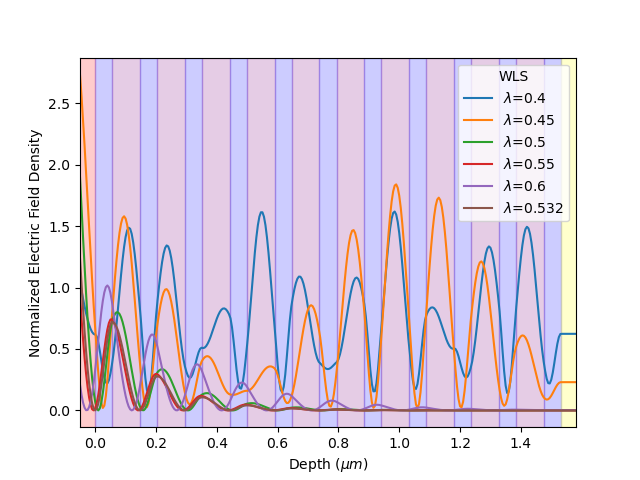 WLS
λ=0.4
λ=0.45
λ=0.5
λ=0.55
λ=0.6
λ=0.532
Normalized Electric Field Density
2.5
2.0
1.5
1.0
0.5
0.0
0.0 0.2 0.4 0.6 0.8 1.0 1.2 1.4
Depth (μm)